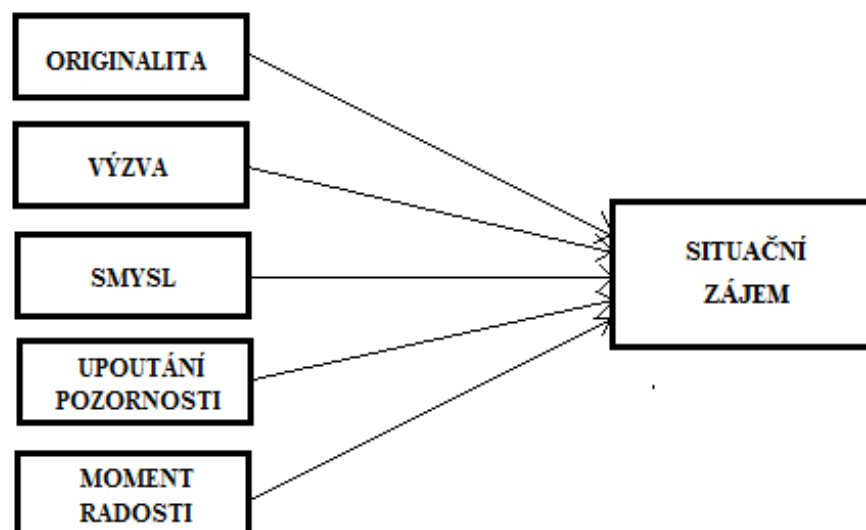 ORIGINALITA
VÝZVA
SMYSL
UPOUTÁNÍ
POZORNOSTI
MOMENT
RADOSTI
SITUAČNÍ
ZÁJEM